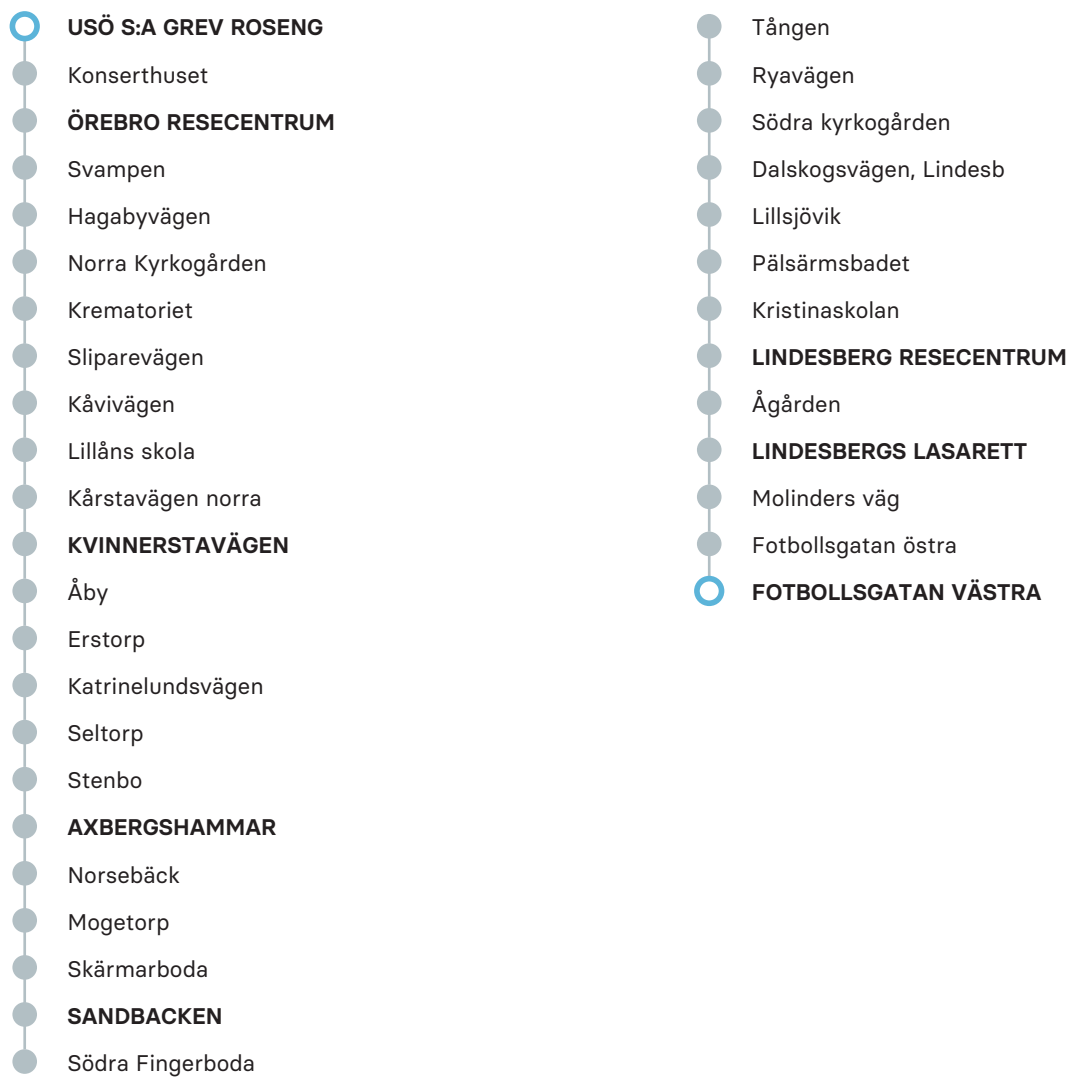 USÖ S:A GREV ROSENG
Konserthuset
ÖREBRO RESECENTRUM
Svampen
Hagabyvägen
Norra Kyrkogården
Krematoriet
Sliparevägen
Kåvivägen
Lillåns skola
Kårstavägen norra
KVINNERSTAVÄGEN
Åby
Erstorp
Katrinelundsvägen
Seltorp
Stenbo
AXBERGSHAMMAR
Norsebäck
Mogetorp
Skärmarboda
SANDBACKEN
Södra Fingerboda
Tången
Ryavägen
Södra kyrkogården
Dalskogsvägen, Lindesb
Lillsjövik
Pälsärmsbadet
Kristinaskolan
LINDESBERG RESECENTRUM
Ågården
LINDESBERGS LASARETT
Molinders väg
Fotbollsgatan östra
FOTBOLLSGATAN VÄSTRA